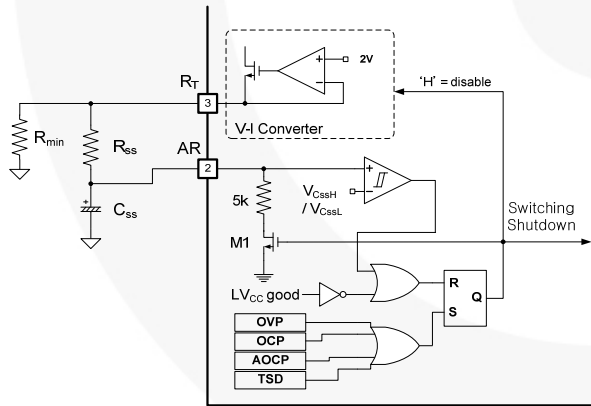 2V
'H' = disable
R_T
3
V-I Converter
R_min
R_ss
AR
2
+
C_ss
5k
V_CssH
/ V_CssL
+
−
+
−
Switching
Shutdown
M1
LV_CC good
R
Q
S
OVP
OCP
AOCP
TSD